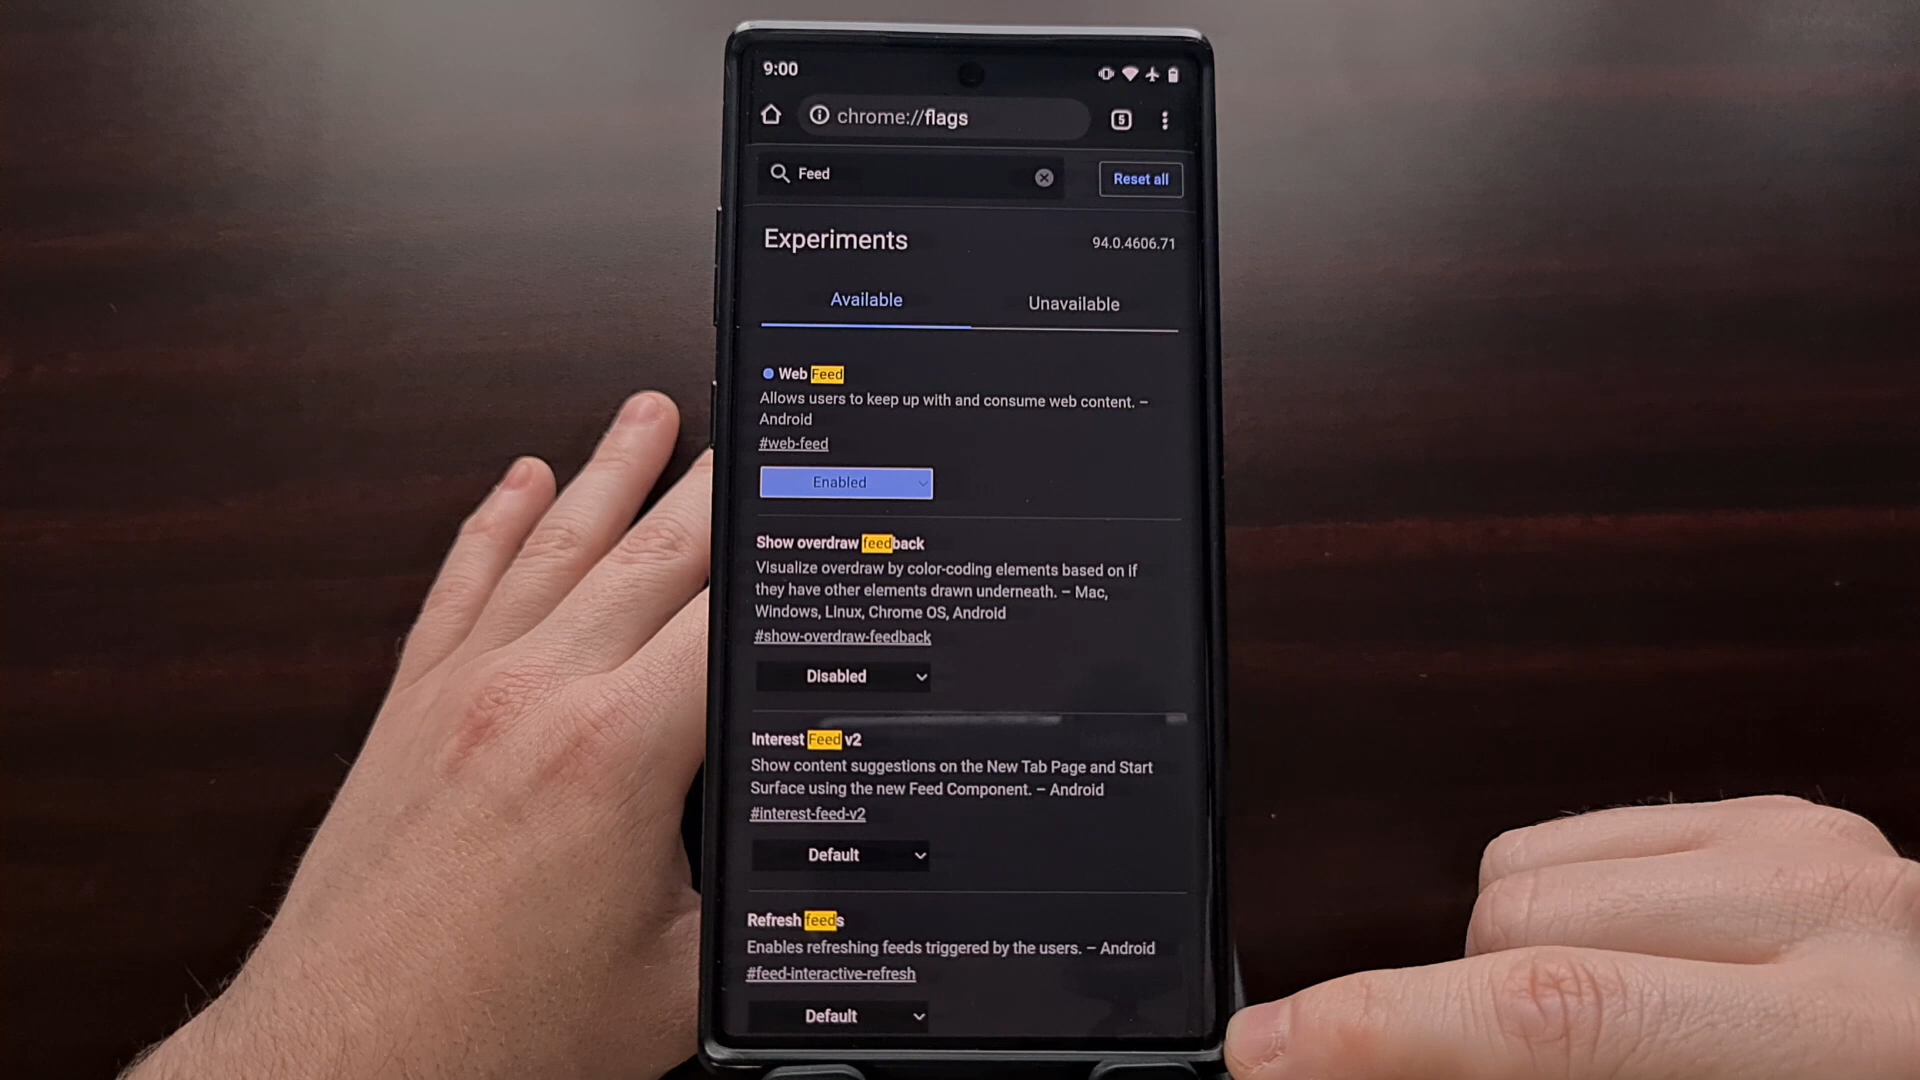 9:00
chrome://flags
5
Feed
Reset all
Experiments
94.0.4606.71
Available
Unavailable
Web Feed
Allows users to keep up with and consume web content. –
Android
#web-feed
Enabled
Show overdraw feedback
Visualize overdraw by color-coding elements based on if
they have other elements drawn underneath. – Mac,
Windows, Linux, Chrome OS, Android
#show-overdraw-feedback
Disabled
Interest Feed v2
Show content suggestions on the New Tab Page and Start
Surface using the new Feed Component. – Android
#interest-feed-v2
Default
Refresh feeds
Enables refreshing feeds triggered by the users. – Android
#feed-interactive-refresh
Default